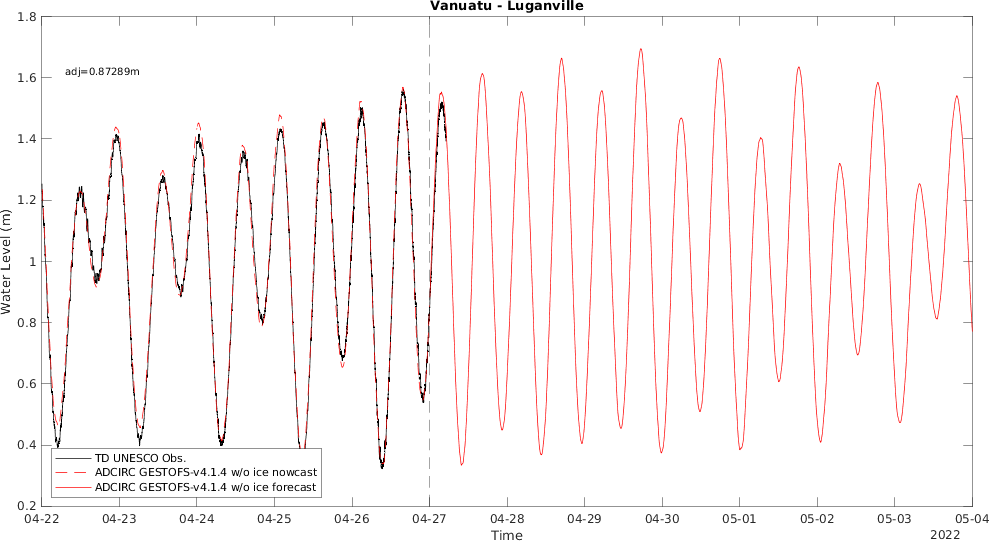 Vanuatu - Luganville
1.8
1.6
1.4
1.2
1
0.8
0.6
0.4
0.2
Water Level (m)
adj=0.87289m
TD UNESCO Obs.
ADCIRC GESTOFS-v4.1.4 w/o ice nowcast
ADCIRC GESTOFS-v4.1.4 w/o ice forecast
04-22 04-23 04-24 04-25 04-26 04-27 04-28 04-29 04-30 05-01 05-02 05-03 05-04
Time
2022